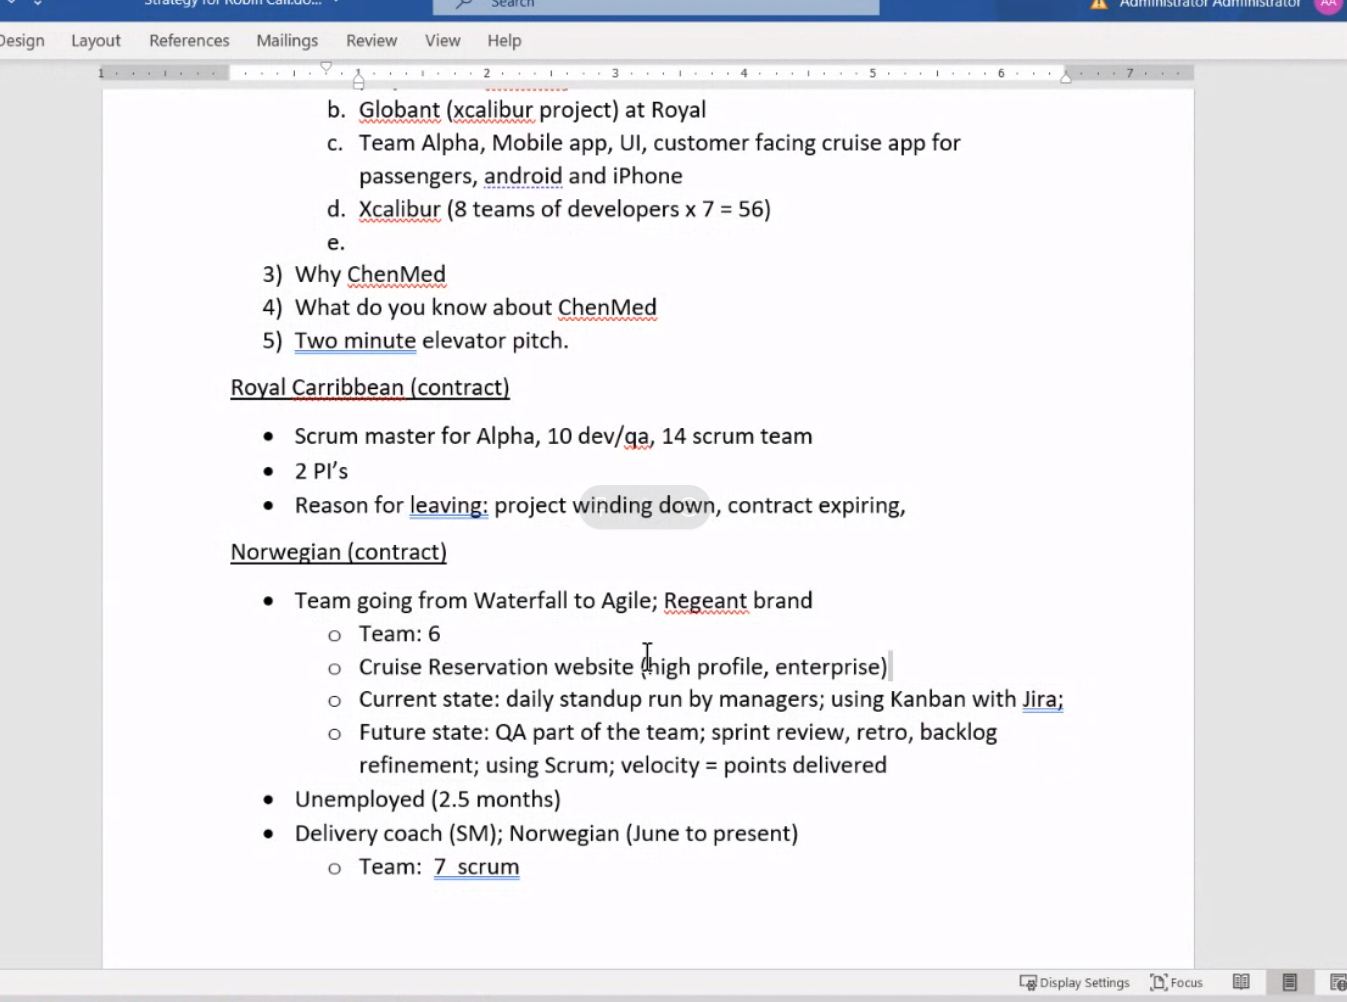 Strategy for Robin Call.do...
Search
Administrator Administrator
AA
Design Layout References Mailings Review View Help
1 1 2 3 4 5 6 7
b. Globant (xcalibur project) at Royal
c. Team Alpha, Mobile app, UI, customer facing cruise app for
passengers, android and iPhone
d. Xcalibur (8 teams of developers x 7 = 56)
e.
3) Why ChenMed
4) What do you know about ChenMed
5) Two minute elevator pitch.
Royal Carribbean (contract)
• Scrum master for Alpha, 10 dev/qa, 14 scrum team
• 2 PI’s
• Reason for leaving: project winding down, contract expiring,
Norwegian (contract)
• Team going from Waterfall to Agile; Regeant brand
o Team: 6
o Cruise Reservation website (high profile, enterprise)
o Current state: daily standup run by managers; using Kanban with Jira;
o Future state: QA part of the team; sprint review, retro, backlog
refinement; using Scrum; velocity = points delivered
• Unemployed (2.5 months)
• Delivery coach (SM); Norwegian (June to present)
o Team: 7 scrum
Display Settings Focus